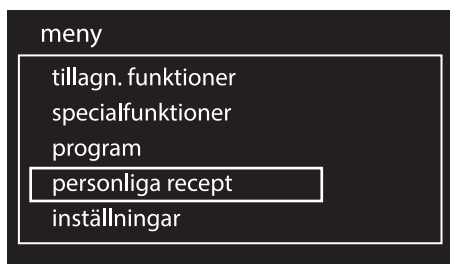 meny
tillagn. funktioner
specialfunktioner
program
personliga recept
inställningar